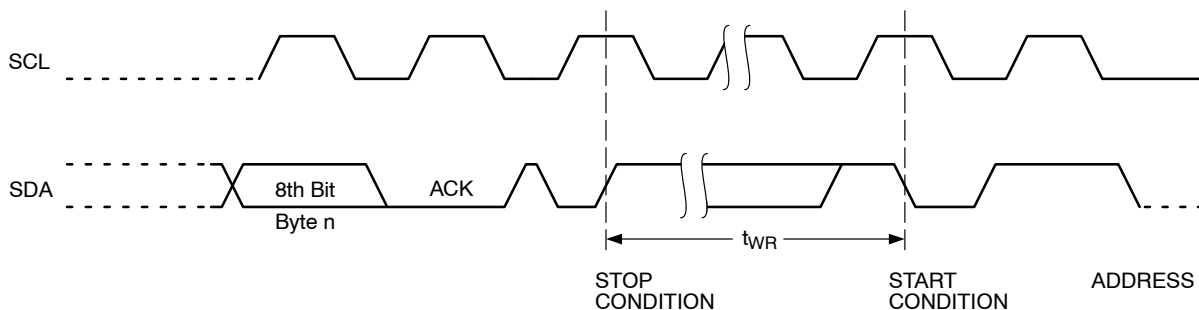 SCL
SDA
8th Bit
ACK
Byte n
tWR
STOP
CONDITION
START
CONDITION
ADDRESS